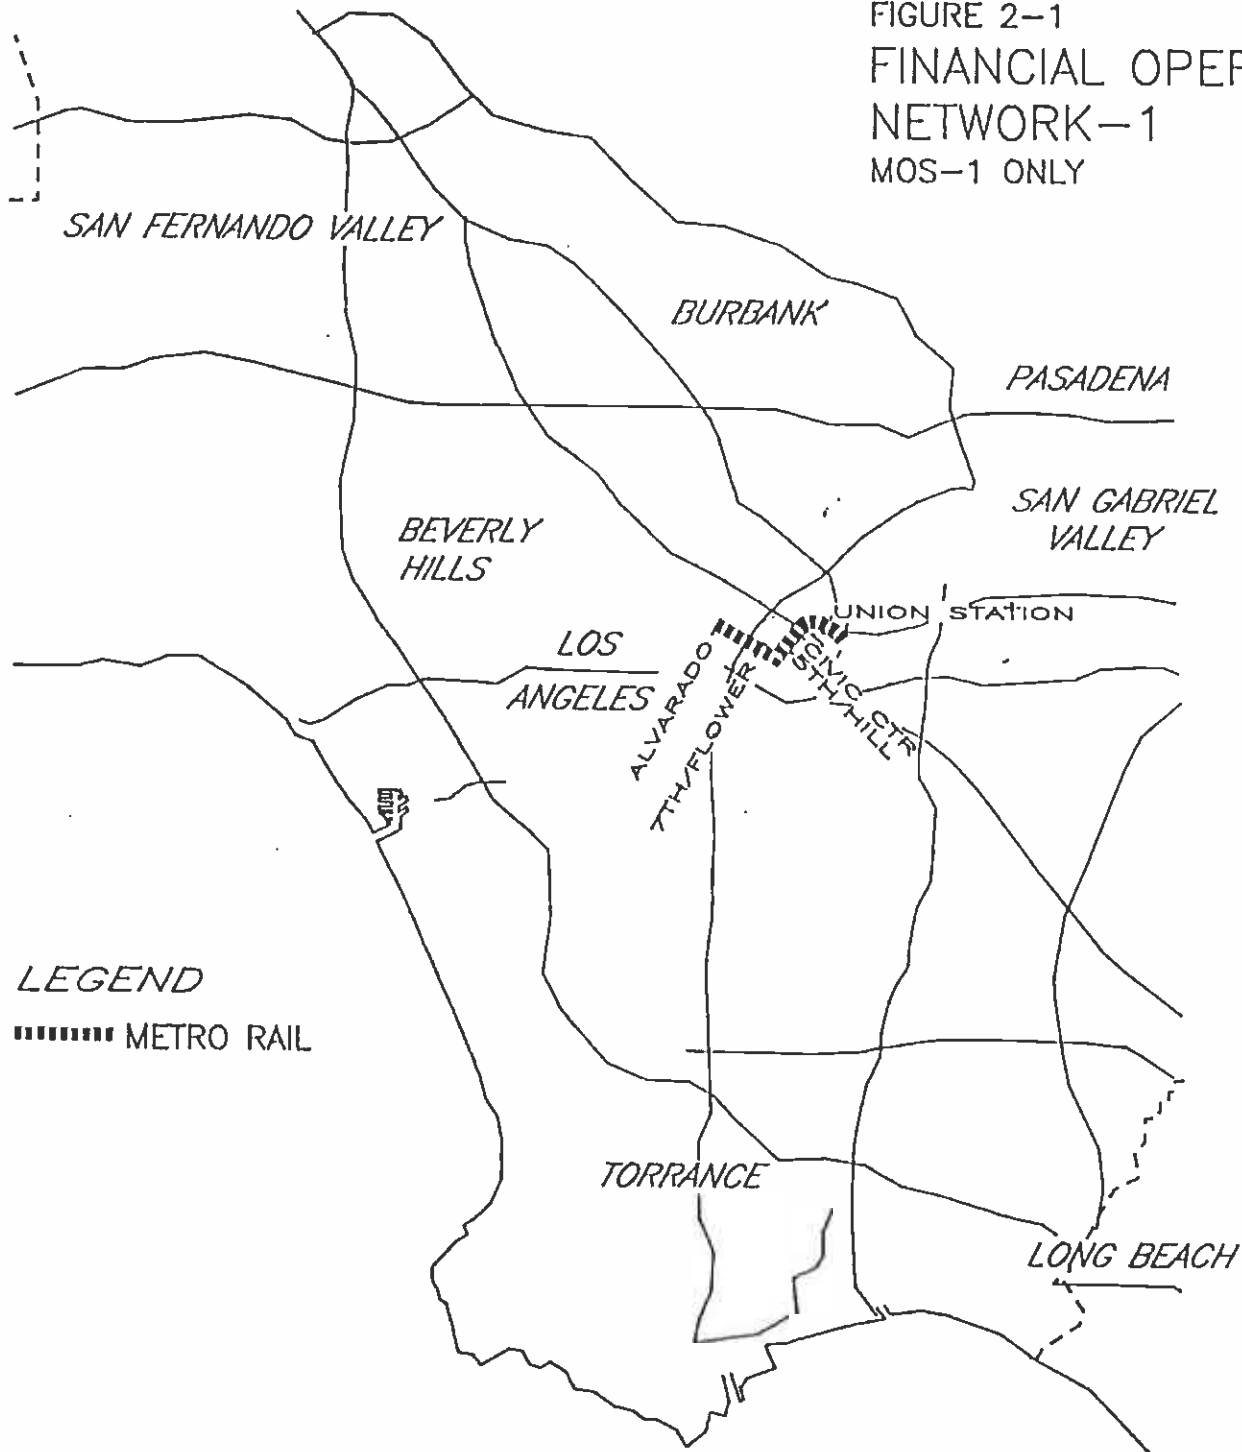 FIGURE 2-1
FINANCIAL OPER
NETWORK-1
MOS-1 ONLY
SAN FERNANDO VALLEY
BURBANK
PASADENA
SAN GABRIEL
VALLEY
BEVERLY
HILLS
UNION STATION
LOS
ANGELES
ALVARADO
7TH/FLOWER
5TH/HILL
CIVIC CTR
LEGEND
METRO RAIL
TORRANCE
LONG BEACH